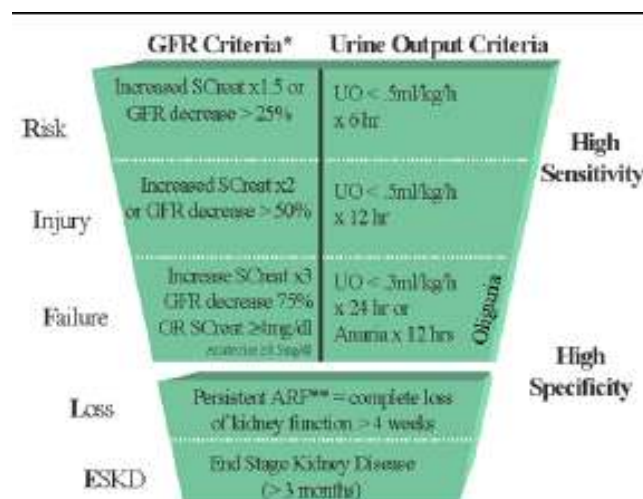 GFR Criteria* Urine Output Criteria
Risk
Increased SCreat x1.5 or
GFR decrease > 25%
UO < .5ml/kg/h
x 6 hr
High
Sensitivity
Injury
Increased SCreat x2
or GFR decrease > 50%
UO < .5ml/kg/h
x 12 hr
Failure
Increase SCreat x3
GFR decrease 75%
OR SCreat ≥4mg/dl
UO < .3ml/kg/h
x 24 hr or
Anuria x 12 hrs
Oliguria
High
Specificity
Loss
Persistent ARF** = complete loss
of kidney function > 4 weeks
ESKD
End Stage Kidney Disease
(> 3 months)